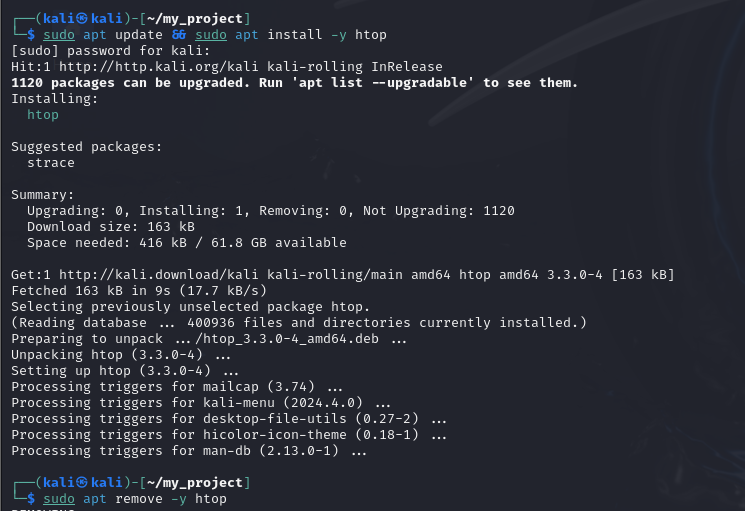 ┌──(kali㉿kali)-[~/my_project]
└─$ sudo apt update && sudo apt install -y htop
[sudo] password for kali:
Hit:1 http://http.kali.org/kali kali-rolling InRelease
1120 packages can be upgraded. Run 'apt list --upgradable' to see them.
Installing:
  htop

Suggested packages:
  strace

Summary:
  Upgrading: 0, Installing: 1, Removing: 0, Not Upgrading: 1120
  Download size: 163 kB
  Space needed: 416 kB / 61.8 GB available

Get:1 http://kali.download/kali kali-rolling/main amd64 htop amd64 3.3.0-4 [163 kB]
Fetched 163 kB in 9s (17.7 kB/s)
Selecting previously unselected package htop.
(Reading database ... 400936 files and directories currently installed.)
Preparing to unpack .../htop_3.3.0-4_amd64.deb ...
Unpacking htop (3.3.0-4) ...
Setting up htop (3.3.0-4) ...
Processing triggers for mailcap (3.74) ...
Processing triggers for kali-menu (2024.4.0) ...
Processing triggers for desktop-file-utils (0.27-2) ...
Processing triggers for hicolor-icon-theme (0.18-1) ...
Processing triggers for man-db (2.13.0-1) ...

┌──(kali㉿kali)-[~/my_project]
└─$ sudo apt remove -y htop